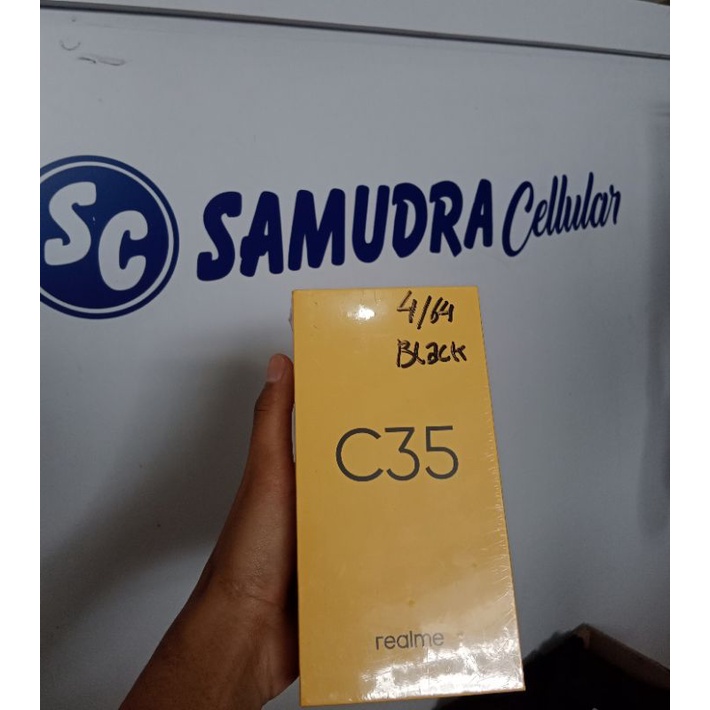 SC SAMUDRA Cellular
4/64
Black
C35
realme